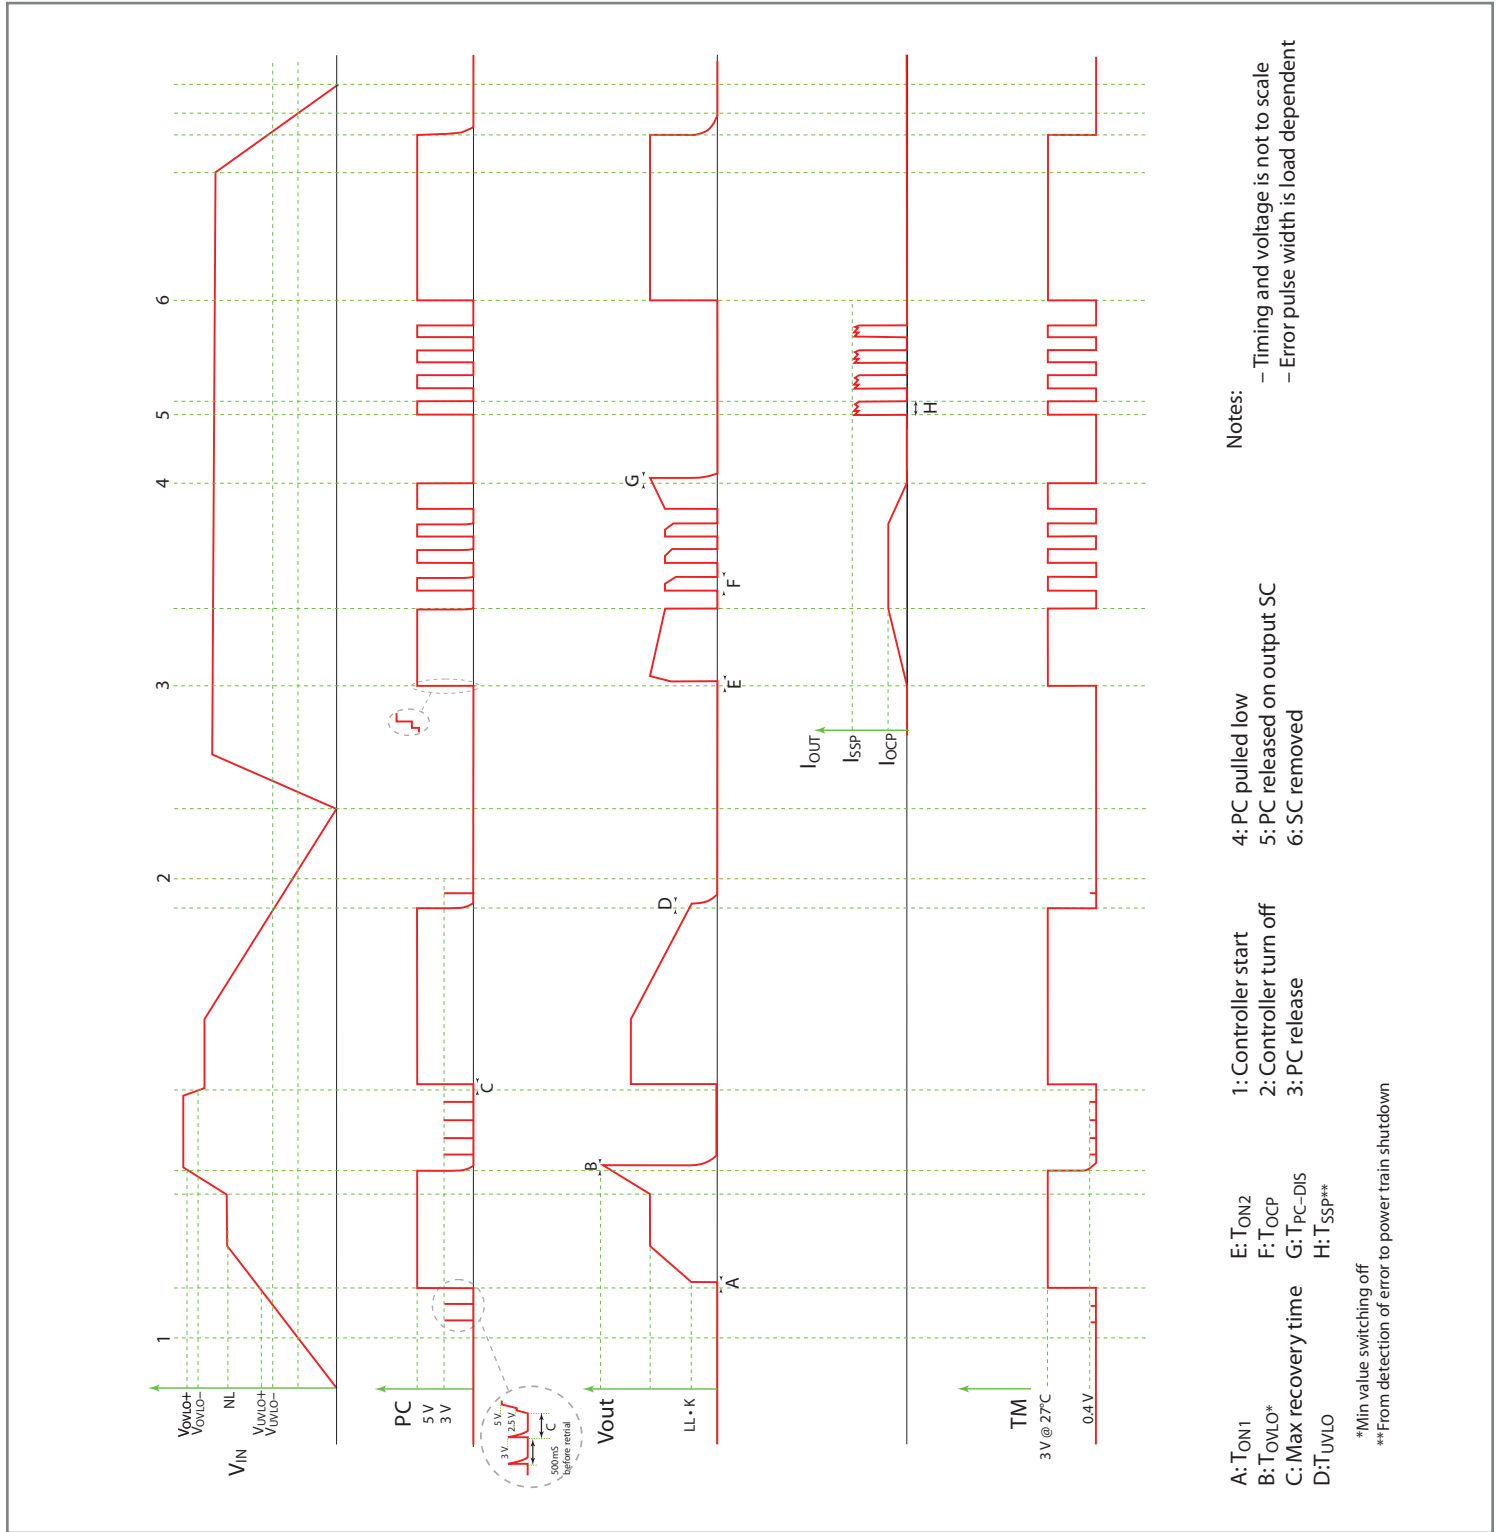 1
2
3
4
5
6
VIN
VOVLO+
VOVLO–
NL
VUVLO+
VUVLO–
PC
5 V
3 V
5 V
3 V
2.5 V
C
500mS
before retrial
C
Vout
LL • K
A
B
D
E
F
G
IOUT
ISSP
IOCP
H
TM
3 V @ 27°C
0.4 V
A: TON1
B: TOVLO*
C: Max recovery time
D:TUVLO
E: TON2
F: TOCP
G: TPC–DIS
H: TSSP**
1: Controller start
2: Controller turn off
3: PC release
4: PC pulled low
5: PC released on output SC
6: SC removed
Notes:
– Timing and voltage is not to scale
– Error pulse width is load dependent
*Min value switching off
**From detection of error to power train shutdown